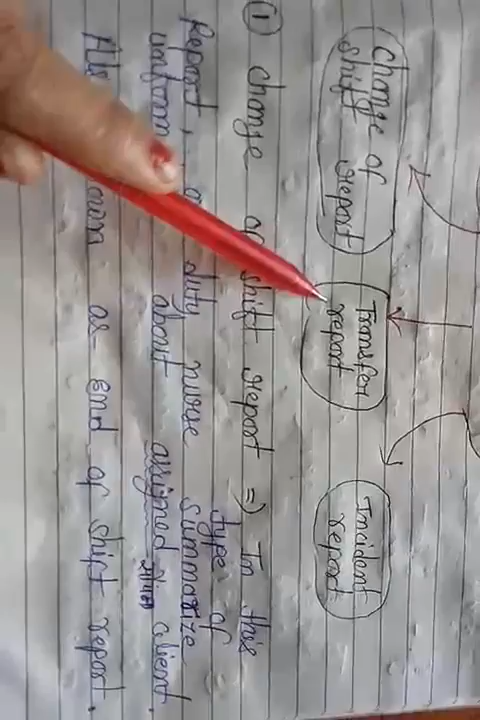 Change of
shift report
Transfer
report
Incident
report
① Change of shift report ⇒ In this
type of
Report, duty nurse summarize
inform about assigned client.
as end of shift report.